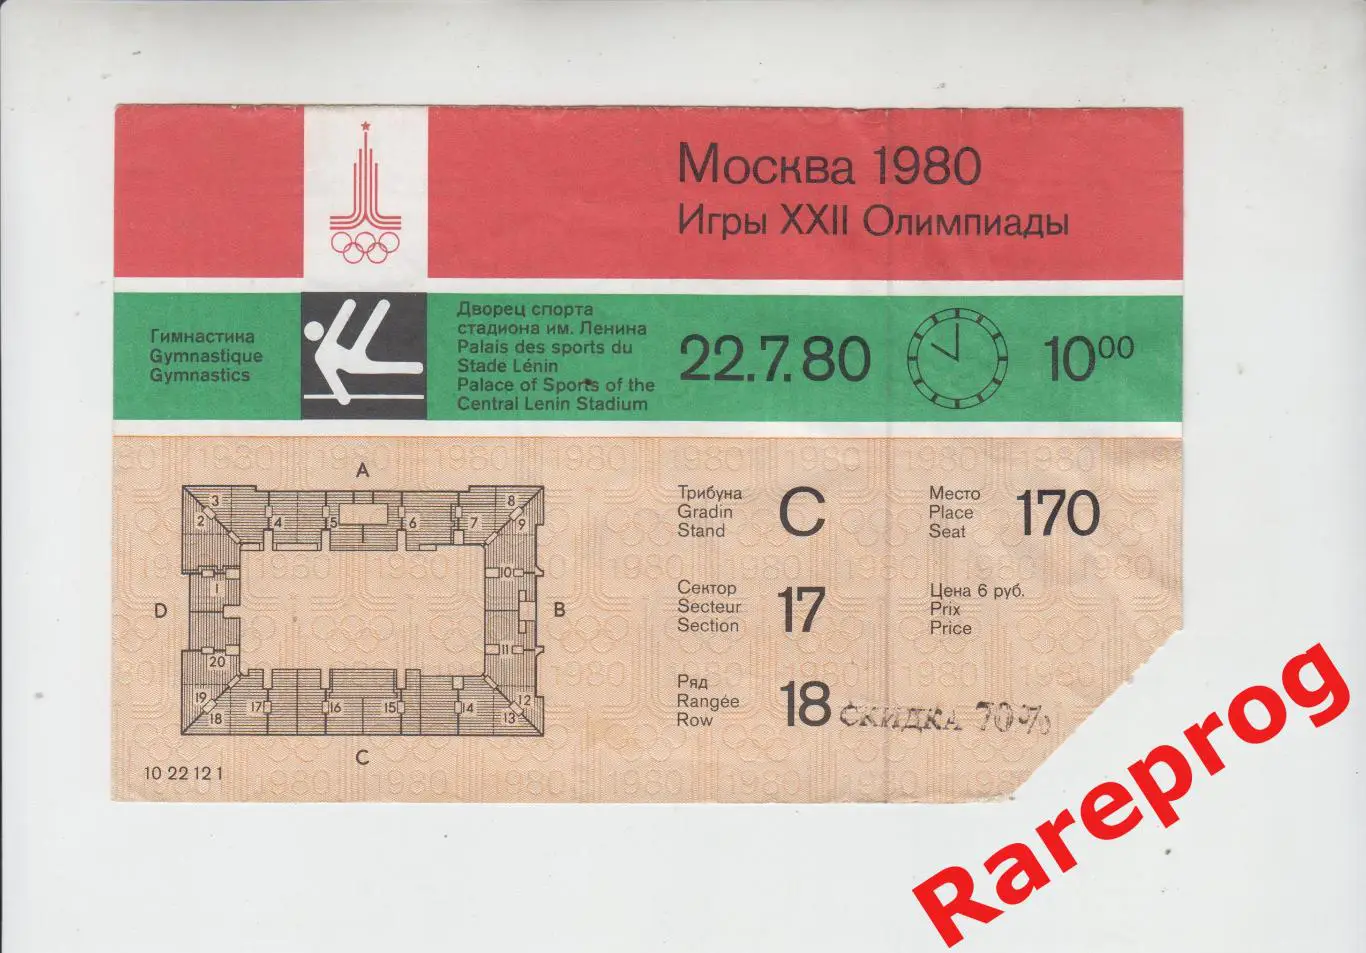 Москва 1980
Игры XXII Олимпиады
Гимнастика
Gymnastique
Gymnastics
Дворец спорта
стадиона им. Ленина
Palais des sports du
Stade Lénin
Palace of Sports of the
Central Lenin Stadium
22.7.80
10⁰⁰
A
3
2
4
5
6
7
8
9
1
10
D
B
20
11
19
18
17
16
15
14
12
13
C
10 22 12 1
Трибуна
Gradin
Stand
C
Место
Place
Seat
170
Сектор
Secteur
Section
17
Цена 6 руб.
Prix
Price
Ряд
Rangée
Row
18
СКИДКА 70%
1980 1980 1980 1980
Rareprog